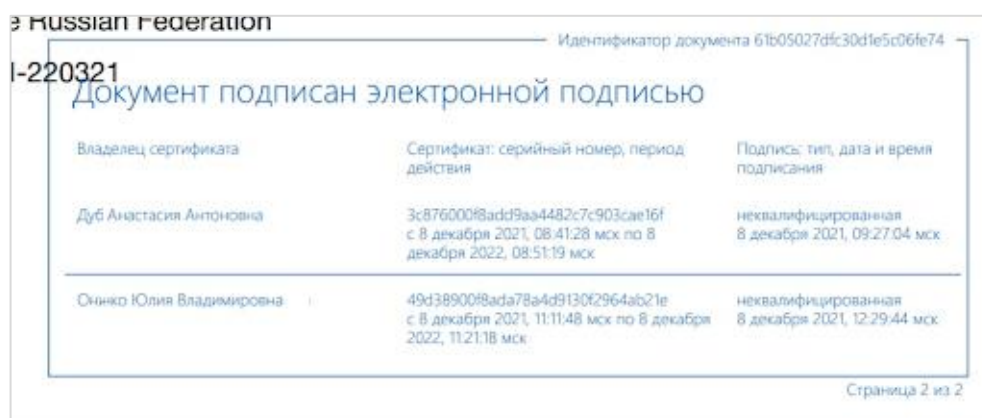 e Russian Federation
Идентификатор документа 61b05027dfc30d1e5c06fe74
I-220321
Документ подписан электронной подписью
Владелец сертификата
Сертификат: серийный номер, период
действия
Подпись: тип, дата и время
подписания
Дуб Анастасия Антоновна
3c876000f8add9aa4482c7c903cae16f
с 8 декабря 2021, 08:41:28 мск по 8
декабря 2022, 08:51:19 мск
неквалифицированная
8 декабря 2021, 09:27:04 мск
Онико Юлия Владимировна
49d38900f8ada78a4d9130f2964ab21e
с 8 декабря 2021, 11:11:48 мск по 8 декабря
2022, 11:21:18 мск
неквалифицированная
8 декабря 2021, 12:29:44 мск
Страница 2 из 2